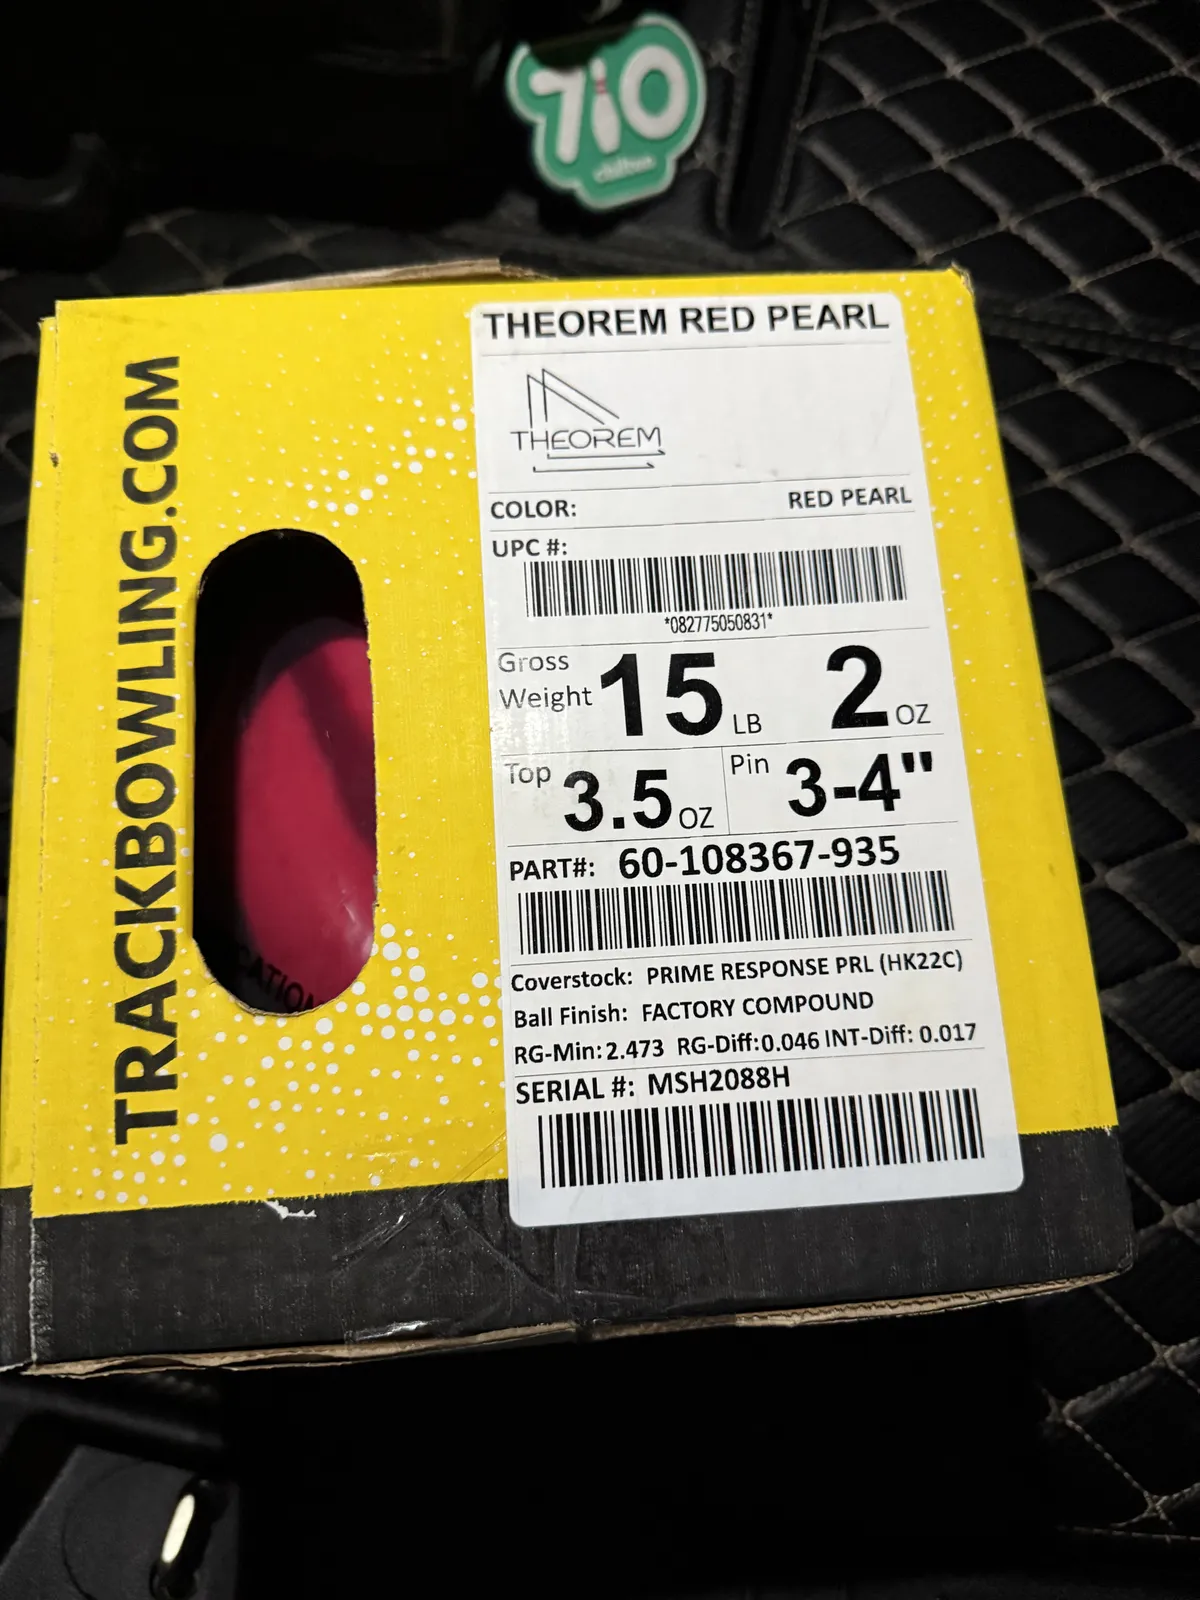 710
TRACKBOWLING.COM
THEOREM RED PEARL
THEOREM
COLOR: RED PEARL
UPC #:
*082775050831*
Gross Weight 15 LB 2 OZ
Top 3.5 OZ Pin 3-4"
PART#: 60-108367-935
Coverstock: PRIME RESPONSE PRL (HK22C)
Ball Finish: FACTORY COMPOUND
RG-Min: 2.473 RG-Diff: 0.046 INT-Diff: 0.017
SERIAL #: MSH2088H
CATION